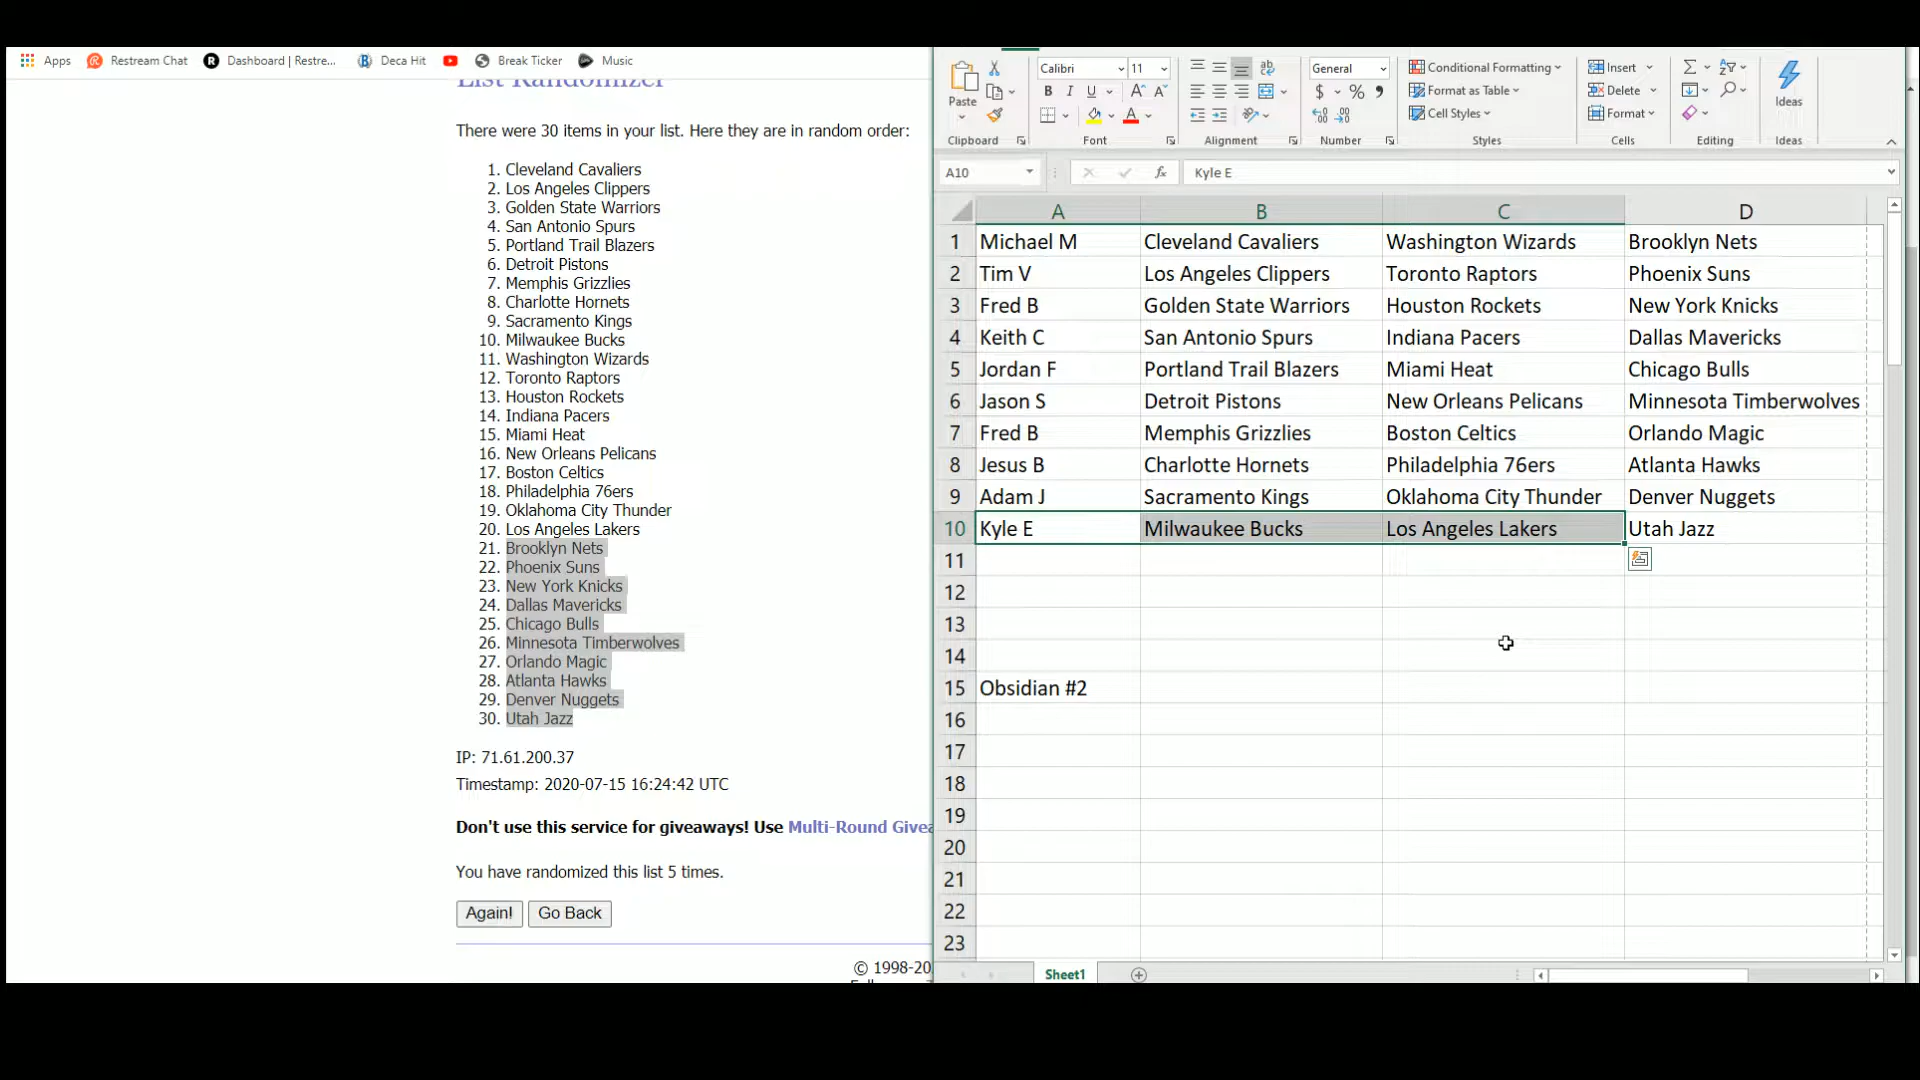 Apps Restream Chat Dashboard | Restre... Deca Hit Break Ticker Music
List Randomizer
There were 30 items in your list. Here they are in random order:
1. Cleveland Cavaliers
2. Los Angeles Clippers
3. Golden State Warriors
4. San Antonio Spurs
5. Portland Trail Blazers
6. Detroit Pistons
7. Memphis Grizzlies
8. Charlotte Hornets
9. Sacramento Kings
10. Milwaukee Bucks
11. Washington Wizards
12. Toronto Raptors
13. Houston Rockets
14. Indiana Pacers
15. Miami Heat
16. New Orleans Pelicans
17. Boston Celtics
18. Philadelphia 76ers
19. Oklahoma City Thunder
20. Los Angeles Lakers
21. Brooklyn Nets
22. Phoenix Suns
23. New York Knicks
24. Dallas Mavericks
25. Chicago Bulls
26. Minnesota Timberwolves
27. Orlando Magic
28. Atlanta Hawks
29. Denver Nuggets
30. Utah Jazz
IP: 71.61.200.37
Timestamp: 2020-07-15 16:24:42 UTC
Don't use this service for giveaways! Use Multi-Round Givea
You have randomized this list 5 times.
Again! Go Back
© 1998-20
Calibri 11 General Conditional Formatting Insert
Paste B I U A A $ % 9 Format as Table Delete Ideas
A Cell Styles Format
Clipboard Font Alignment Number Styles Cells Editing Ideas
A10 fx Kyle E
A B C D
1 Michael M Cleveland Cavaliers Washington Wizards Brooklyn Nets
2 Tim V Los Angeles Clippers Toronto Raptors Phoenix Suns
3 Fred B Golden State Warriors Houston Rockets New York Knicks
4 Keith C San Antonio Spurs Indiana Pacers Dallas Mavericks
5 Jordan F Portland Trail Blazers Miami Heat Chicago Bulls
6 Jason S Detroit Pistons New Orleans Pelicans Minnesota Timberwolves
7 Fred B Memphis Grizzlies Boston Celtics Orlando Magic
8 Jesus B Charlotte Hornets Philadelphia 76ers Atlanta Hawks
9 Adam J Sacramento Kings Oklahoma City Thunder Denver Nuggets
10 Kyle E Milwaukee Bucks Los Angeles Lakers Utah Jazz
11
12
13
14
15 Obsidian #2
16
17
18
19
20
21
22
23
Sheet1